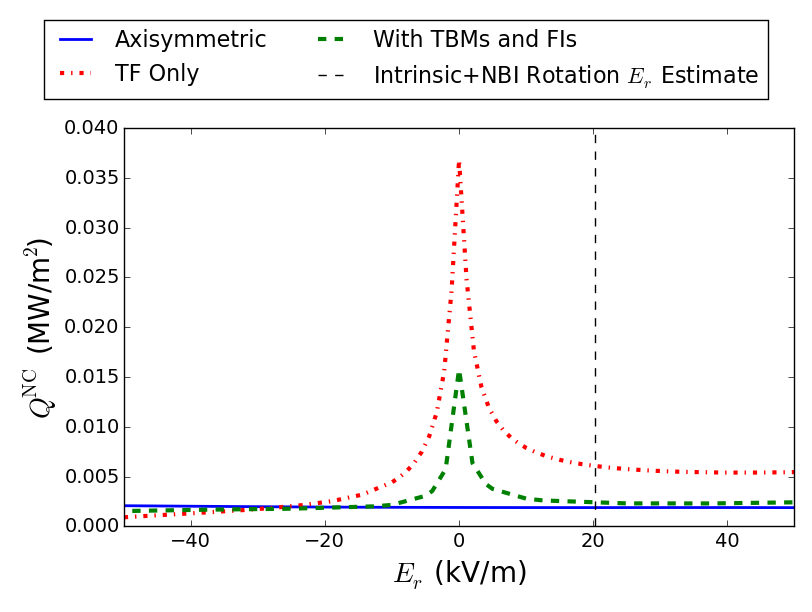 Axisymmetric With TBMs and FIs
TF Only Intrinsic+NBI Rotation E_r Estimate
0.040
0.035
0.030
0.025
0.020
0.015
0.010
0.005
0.000
Q^NC (MW/m²)
−40 −20 0 20 40
E_r (kV/m)